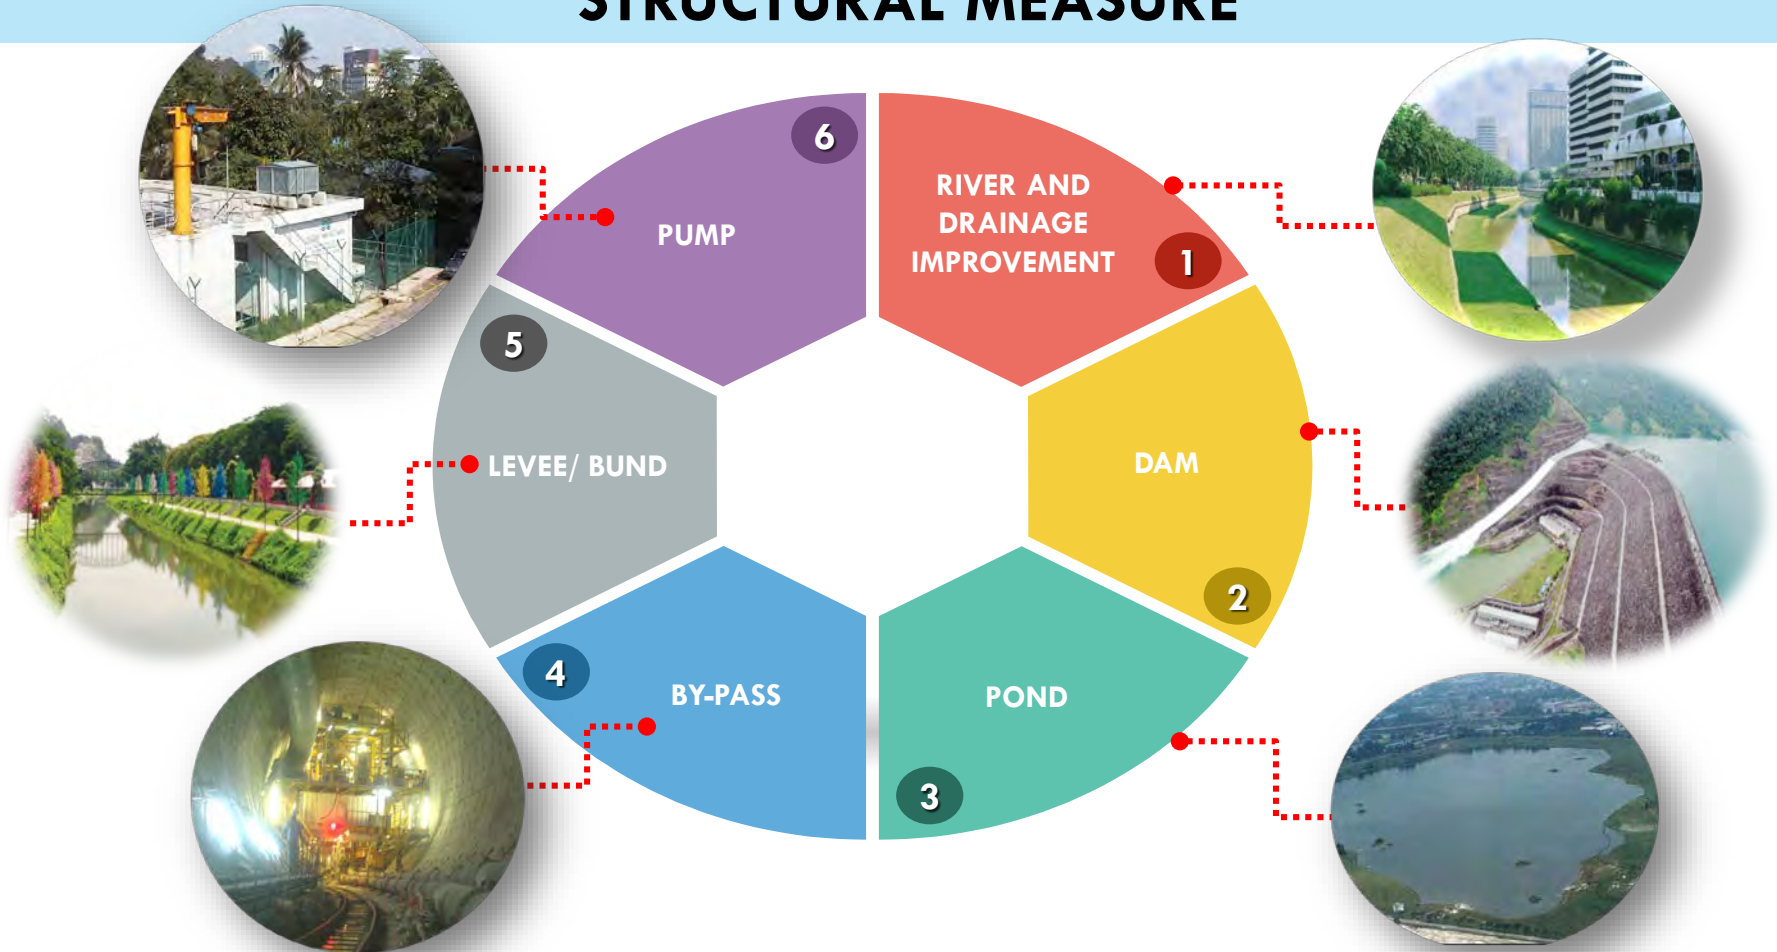 STRUCTURAL MEASURE
6
PUMP
RIVER AND
DRAINAGE
IMPROVEMENT
1
5
LEVEE/ BUND
DAM
2
4
BY-PASS
POND
3